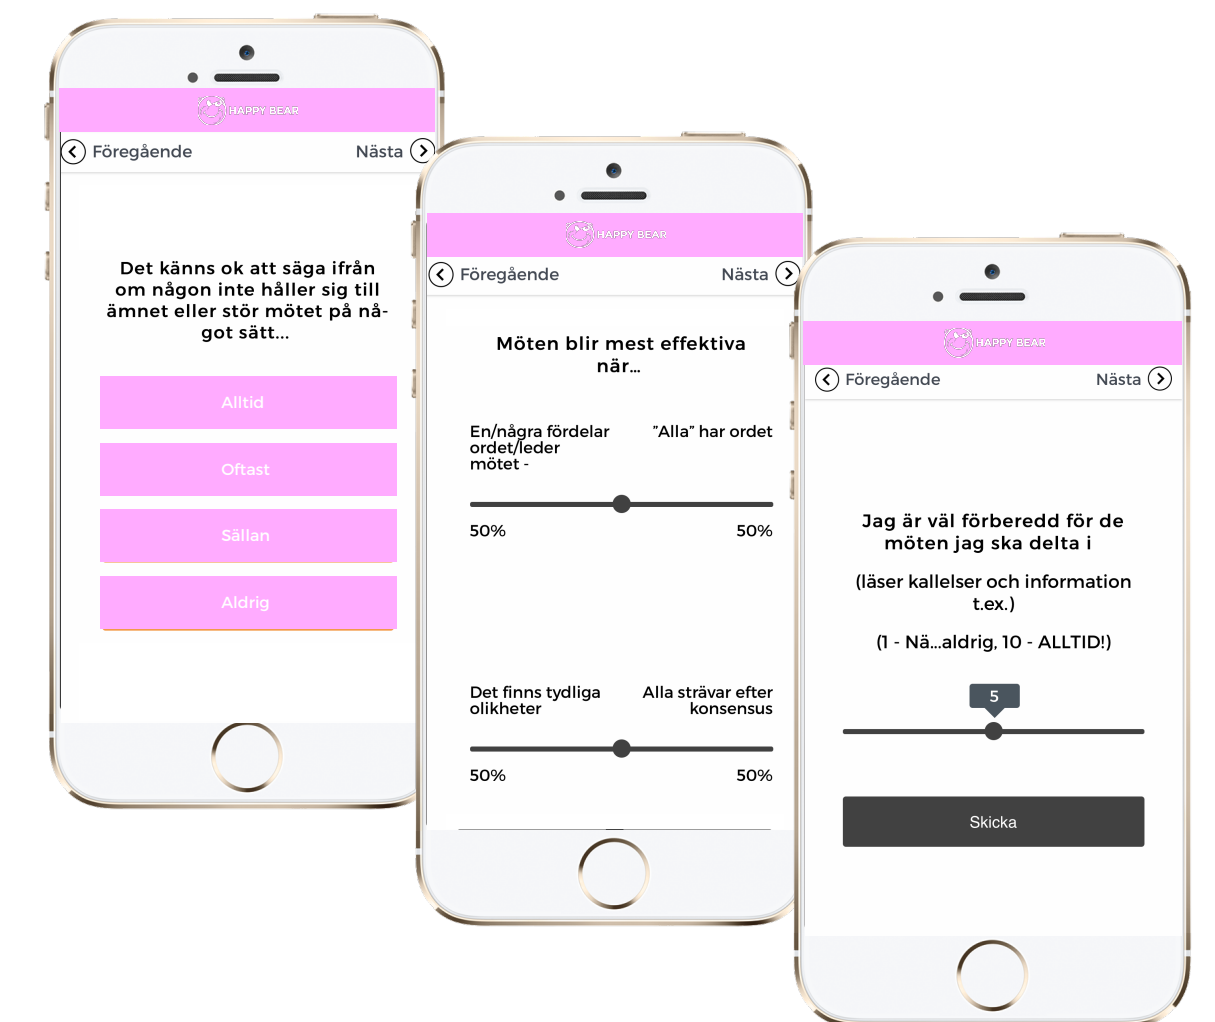 HAPPY BEAR
Föregående
Nästa
Det känns ok att säga ifrån
om någon inte håller sig till
ämnet eller stör mötet på nå-
got sätt...
Alltid
Oftast
Sällan
Aldrig
HAPPY BEAR
Föregående
Nästa
Möten blir mest effektiva
när...
En/några fördelar
ordet/leder
mötet -
"Alla" har ordet
50%
50%
Det finns tydliga
olikheter
Alla strävar efter
konsensus
50%
50%
HAPPY BEAR
Föregående
Nästa
Jag är väl förberedd för de
möten jag ska delta i
(läser kallelser och information
t.ex.)
(1 - Nä...aldrig, 10 - ALLTID!)
5
Skicka